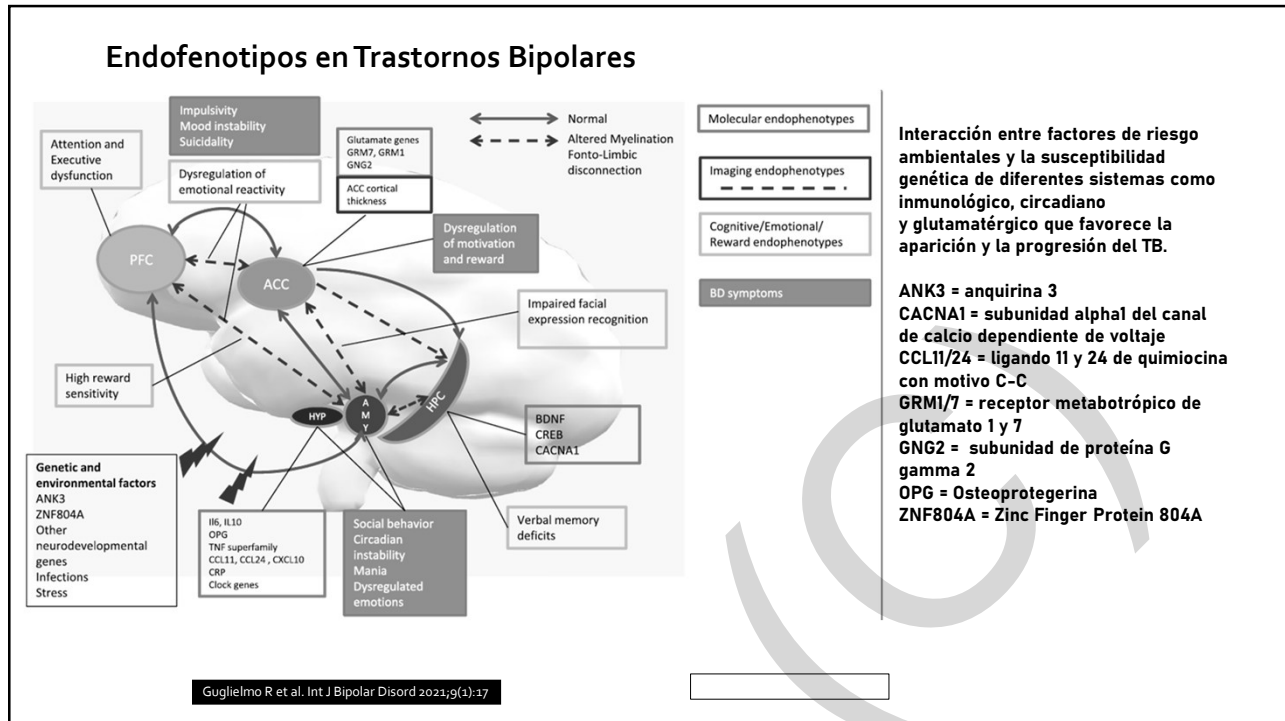 Endofenotipos en Trastornos Bipolares
Impulsivity
Mood instability
Suicidality
Attention and
Executive
dysfunction
Dysregulation of
emotional reactivity
Glutamate genes
GRM7, GRM1
GNG2
ACC cortical
thickness
Normal
Altered Myelination
Fonto-Limbic
disconnection
Dysregulation
of motivation
and reward
PFC
ACC
Impaired facial
expression recognition
High reward
sensitivity
HYP
A
M
Y
HPC
BDNF
CREB
CACNA1
Genetic and
environmental factors
ANK3
ZNF804A
Other
neurodevelopmental
genes
Infections
Stress
Il6, IL10
OPG
TNF superfamily
CCL11, CCL24 , CXCL10
CRP
Clock genes
Social behavior
Circadian
instability
Mania
Dysregulated
emotions
Verbal memory
deficits
Molecular endophenotypes
Imaging endophenotypes
Cognitive/Emotional/
Reward endophenotypes
BD symptoms
Interacción entre factores de riesgo
ambientales y la susceptibilidad
genética de diferentes sistemas como
inmunológico, circadiano
y glutamatérgico que favorece la
aparición y la progresión del TB.
ANK3 = anquirina 3
CACNA1 = subunidad alpha1 del canal
de calcio dependiente de voltaje
CCL11/24 = ligando 11 y 24 de quimiocina
con motivo C-C
GRM1/7 = receptor metabotrópico de
glutamato 1 y 7
GNG2 = subunidad de proteína G
gamma 2
OPG = Osteoprotegerina
ZNF804A = Zinc Finger Protein 804A
Guglielmo R et al. Int J Bipolar Disord 2021;9(1):17
(C)